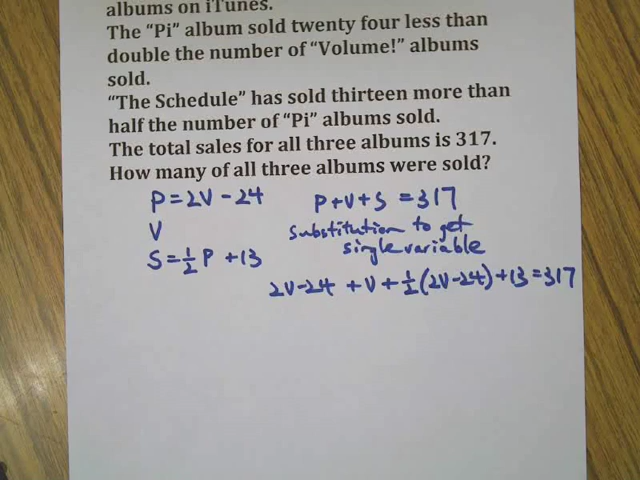 albums on iTunes.
The “Pi” album sold twenty four less than
double the number of “Volume!” albums
sold.
“The Schedule” has sold thirteen more than
half the number of “Pi” albums sold.
The total sales for all three albums is 317.
How many of all three albums were sold?
P = 2V - 24
V
S = 1/2 P + 13
P + V + S = 317
Substitution to get
single variable
2V - 24 + V + 1/2 (2V - 24) + 13 = 317